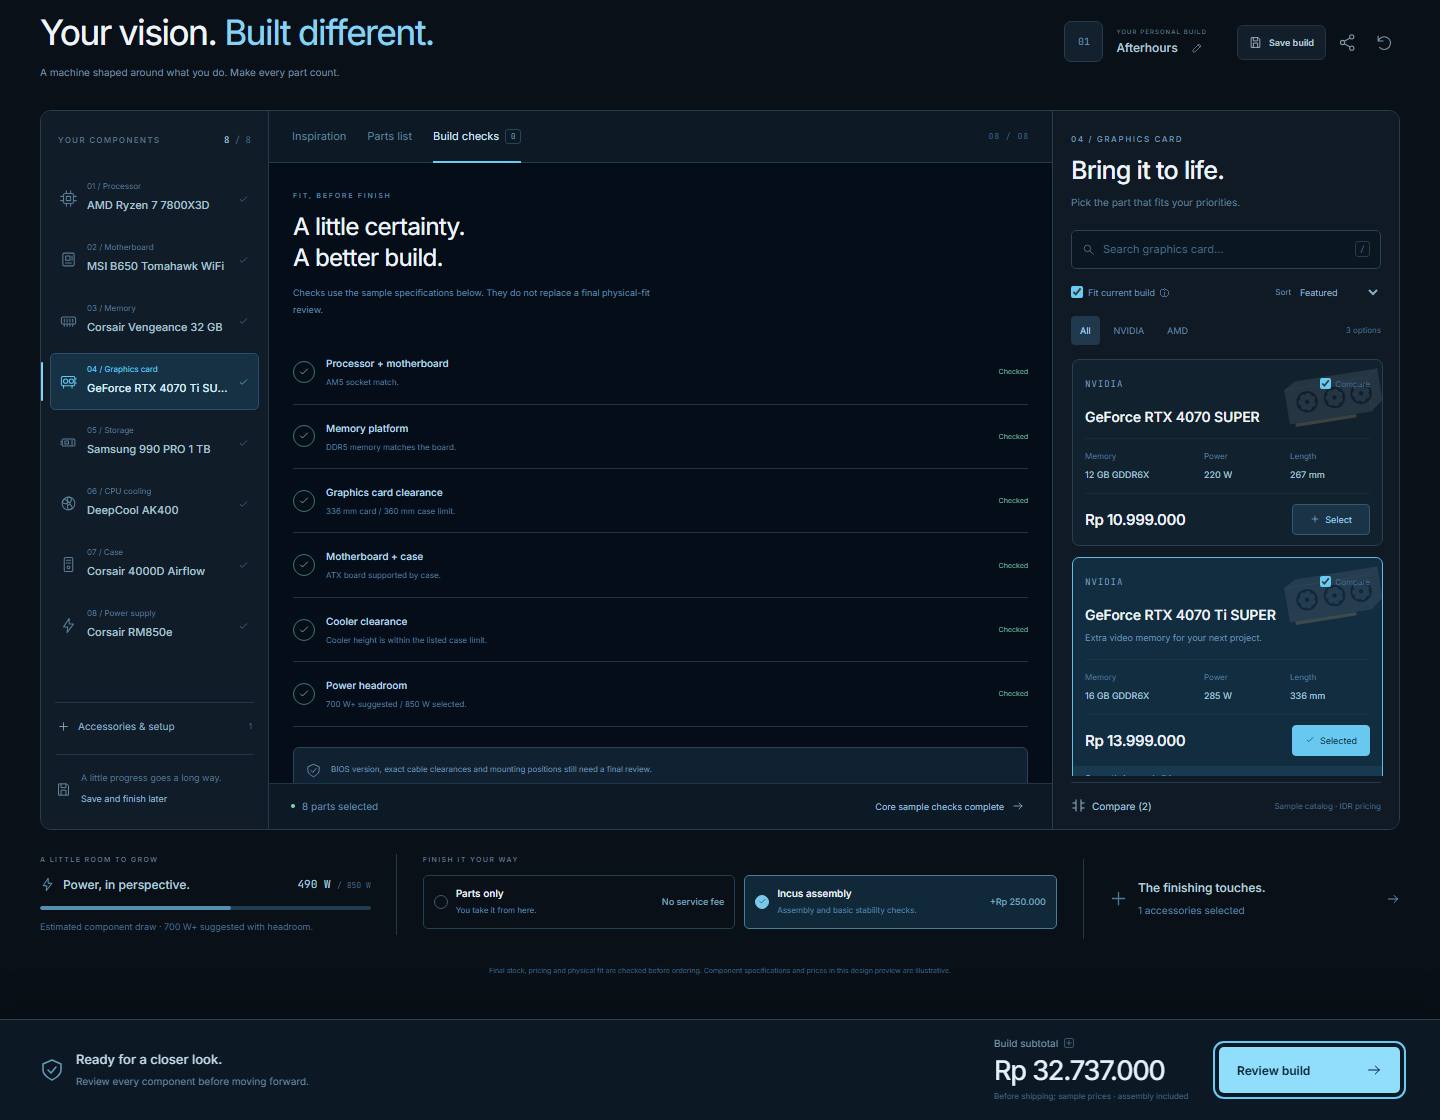 Your vision. Built different.
A machine shaped around what you do. Make every part count.
01
YOUR PERSONAL BUILD
Afterhours
Save build
YOUR COMPONENTS
8 / 8
01 / Processor
AMD Ryzen 7 7800X3D
02 / Motherboard
MSI B650 Tomahawk WiFi
03 / Memory
Corsair Vengeance 32 GB
04 / Graphics card
GeForce RTX 4070 Ti SU...
05 / Storage
Samsung 990 PRO 1 TB
06 / CPU cooling
DeepCool AK400
07 / Case
Corsair 4000D Airflow
08 / Power supply
Corsair RM850e
Accessories & setup
1
A little progress goes a long way.
Save and finish later
Inspiration
Parts list
Build checks
0
08 / 08
FIT, BEFORE FINISH
A little certainty.
A better build.
Checks use the sample specifications below. They do not replace a final physical-fit
review.
Processor + motherboard
AM5 socket match.
Checked
Memory platform
DDR5 memory matches the board.
Checked
Graphics card clearance
336 mm card / 360 mm case limit.
Checked
Motherboard + case
ATX board supported by case.
Checked
Cooler clearance
Cooler height is within the listed case limit.
Checked
Power headroom
700 W+ suggested / 850 W selected.
Checked
BIOS version, exact cable clearances and mounting positions still need a final review.
8 parts selected
Core sample checks complete
04 / GRAPHICS CARD
Bring it to life.
Pick the part that fits your priorities.
Search graphics card...
/
Fit current build
Sort
Featured
All
NVIDIA
AMD
3 options
NVIDIA
Compare
GeForce RTX 4070 SUPER
Memory
Power
Length
12 GB GDDR6X
220 W
267 mm
Rp 10.999.000
Select
NVIDIA
Compare
GeForce RTX 4070 Ti SUPER
Extra video memory for your next project.
Memory
Power
Length
16 GB GDDR6X
285 W
336 mm
Rp 13.999.000
Selected
Compare (2)
Sample catalog · IDR pricing
A LITTLE ROOM TO GROW
Power, in perspective.
490 W / 850 W
Estimated component draw · 700 W+ suggested with headroom.
FINISH IT YOUR WAY
Parts only
You take it from here.
No service fee
Incus assembly
Assembly and basic stability checks.
+Rp 250.000
The finishing touches.
1 accessories selected
Final stock, pricing and physical fit are checked before ordering. Component specifications and prices in this design preview are illustrative.
Ready for a closer look.
Review every component before moving forward.
Build subtotal
Rp 32.737.000
Before shipping; sample prices · assembly included
Review build